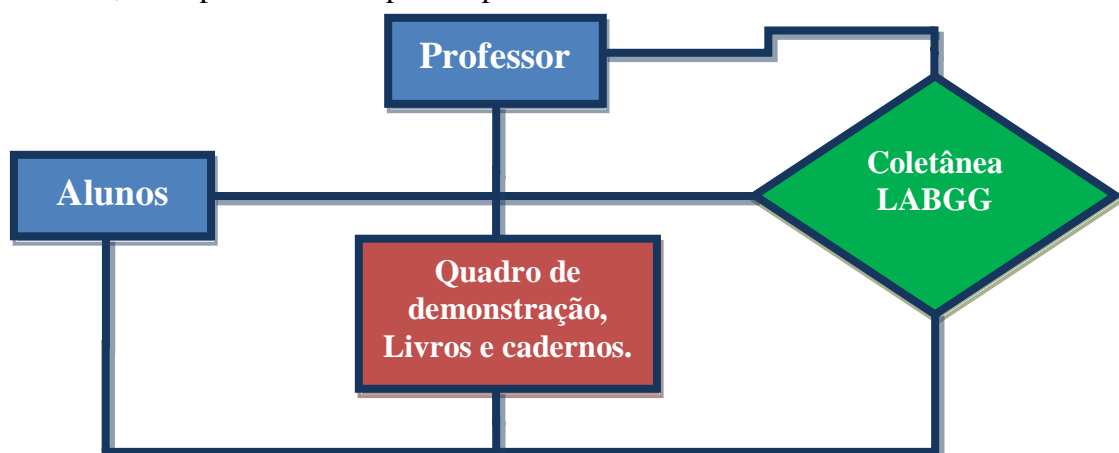 Professor
Coletânea
LABGG
Alunos
Quadro de
demonstração,
Livros e cadernos.